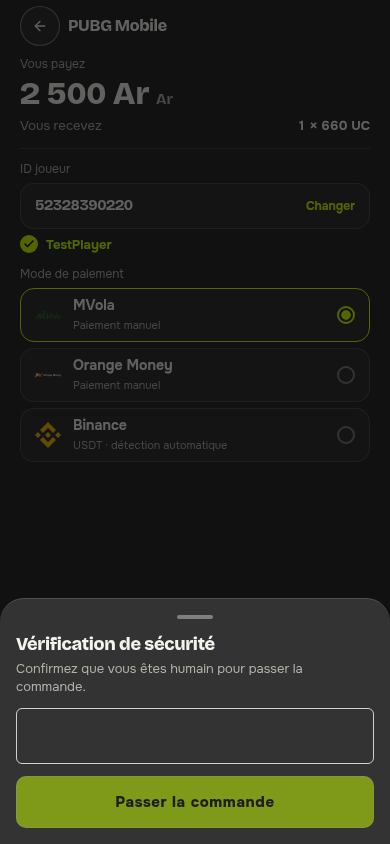 PUBG Mobile
Vous payez
2 500 Ar Ar
Vous recevez
1 × 660 UC
ID joueur
52328390220
Changer
TestPlayer
Mode de paiement
MVola
Paiement manuel
Orange Money
Paiement manuel
Binance
USDT · détection automatique
Vérification de sécurité
Confirmez que vous êtes humain pour passer la
commande.
Passer la commande